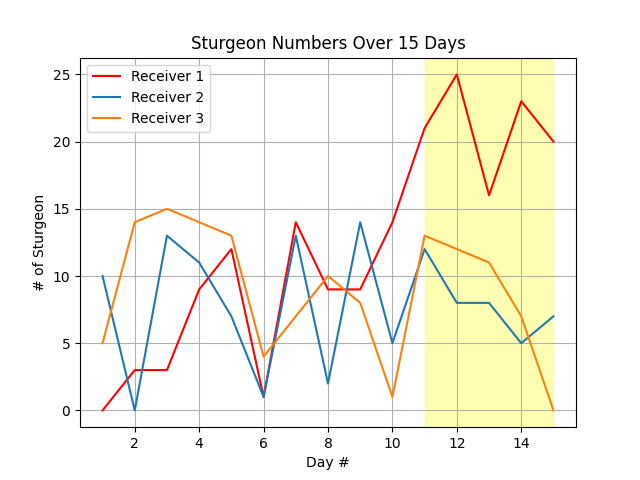 Sturgeon Numbers Over 15 Days
Receiver 1
Receiver 2
Receiver 3
# of Sturgeon
25
20
15
10
5
0
2 4 6 8 10 12 14
Day #